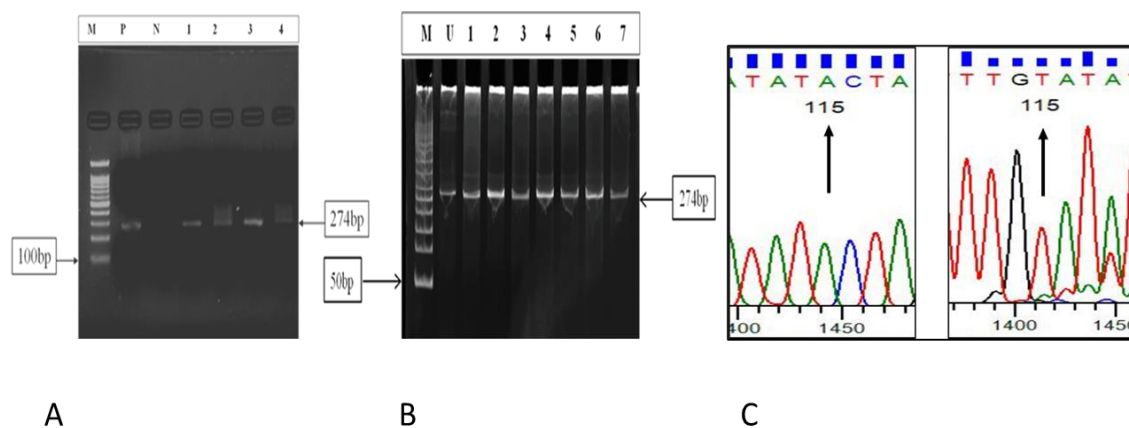 M P N 1 2 3 4
274bp
100bp
A
M U 1 2 3 4 5 6 7
274bp
50bp
B
A T A T A C T A
115
400 1450
T T G T A T A T
115
1400 1450
C